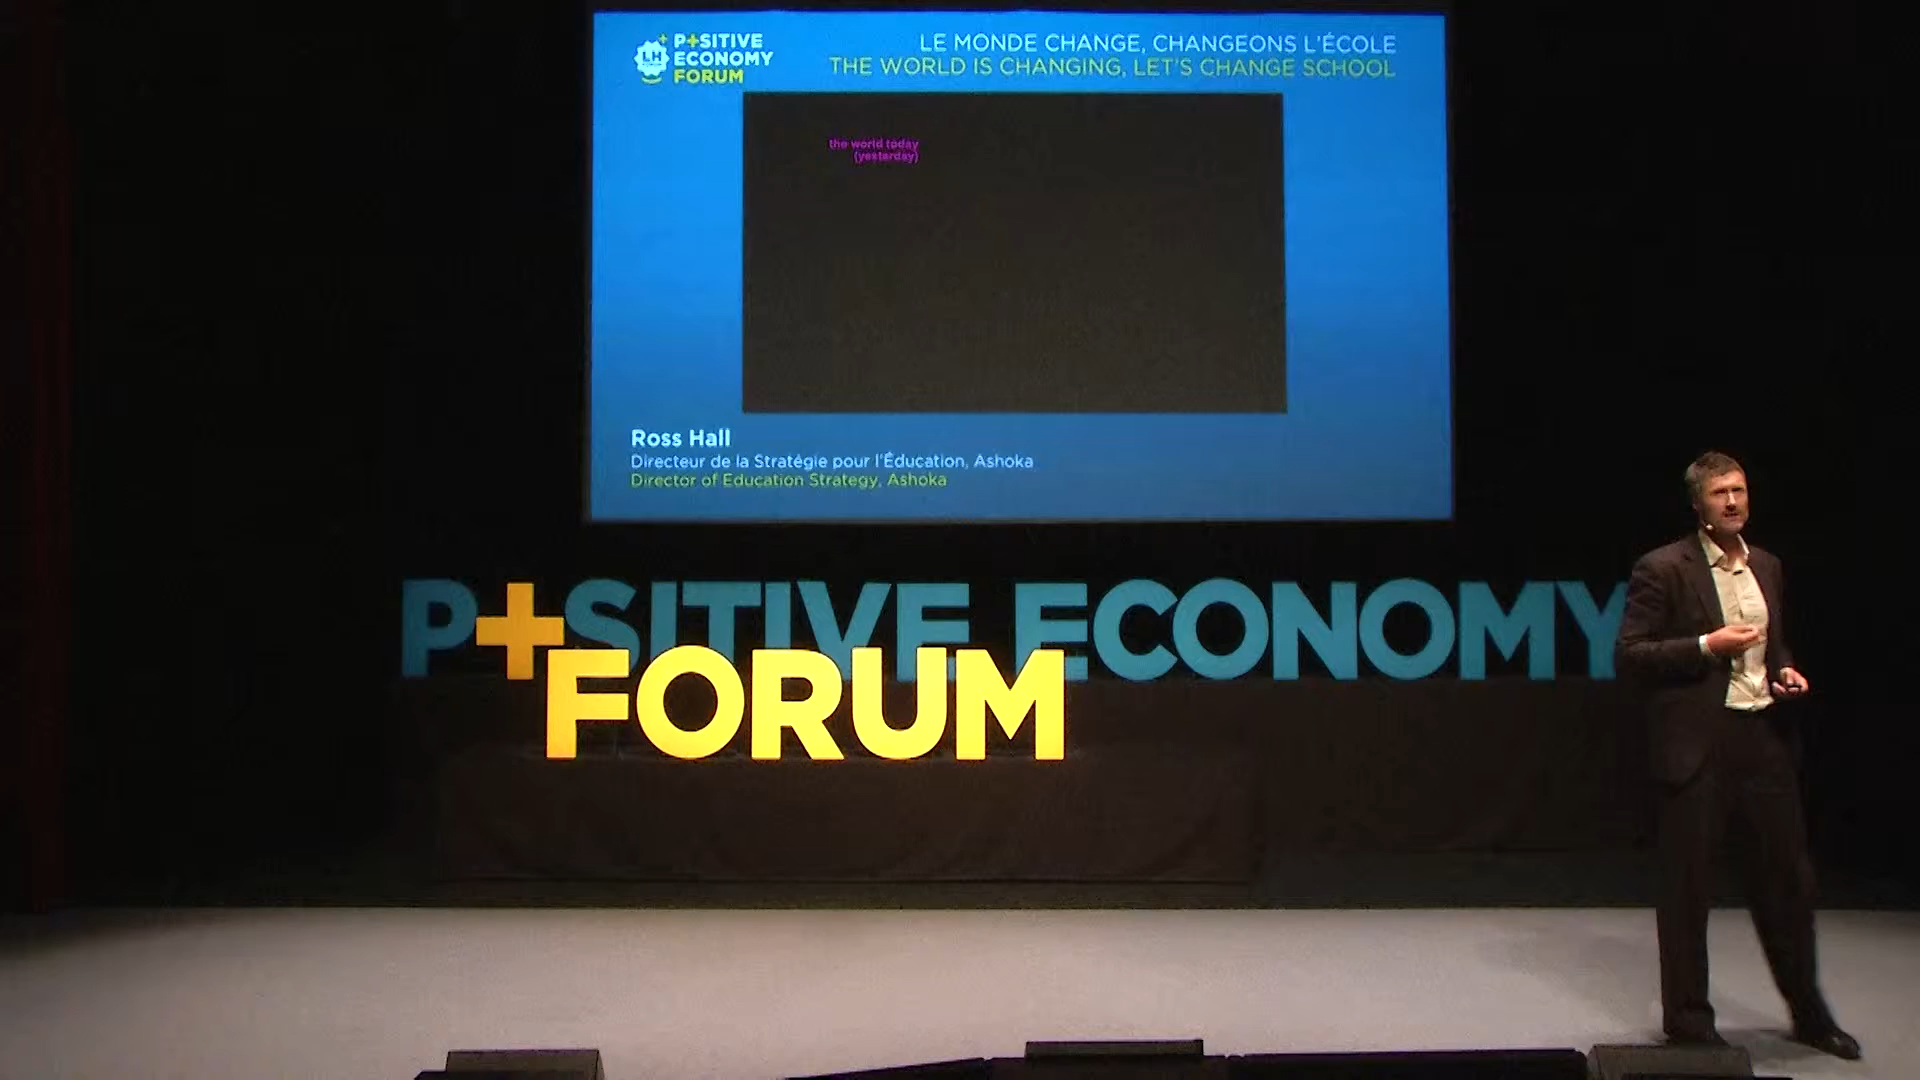 P+SITIVE
ECONOMY
FORUM
LH
LE MONDE CHANGE, CHANGEONS L'ÉCOLE
THE WORLD IS CHANGING, LET'S CHANGE SCHOOL
the world today
(yesterday)
Ross Hall
Directeur de la Stratégie pour l'Éducation, Ashoka
Director of Education Strategy, Ashoka
P+SITIVE ECONOMY
FORUM